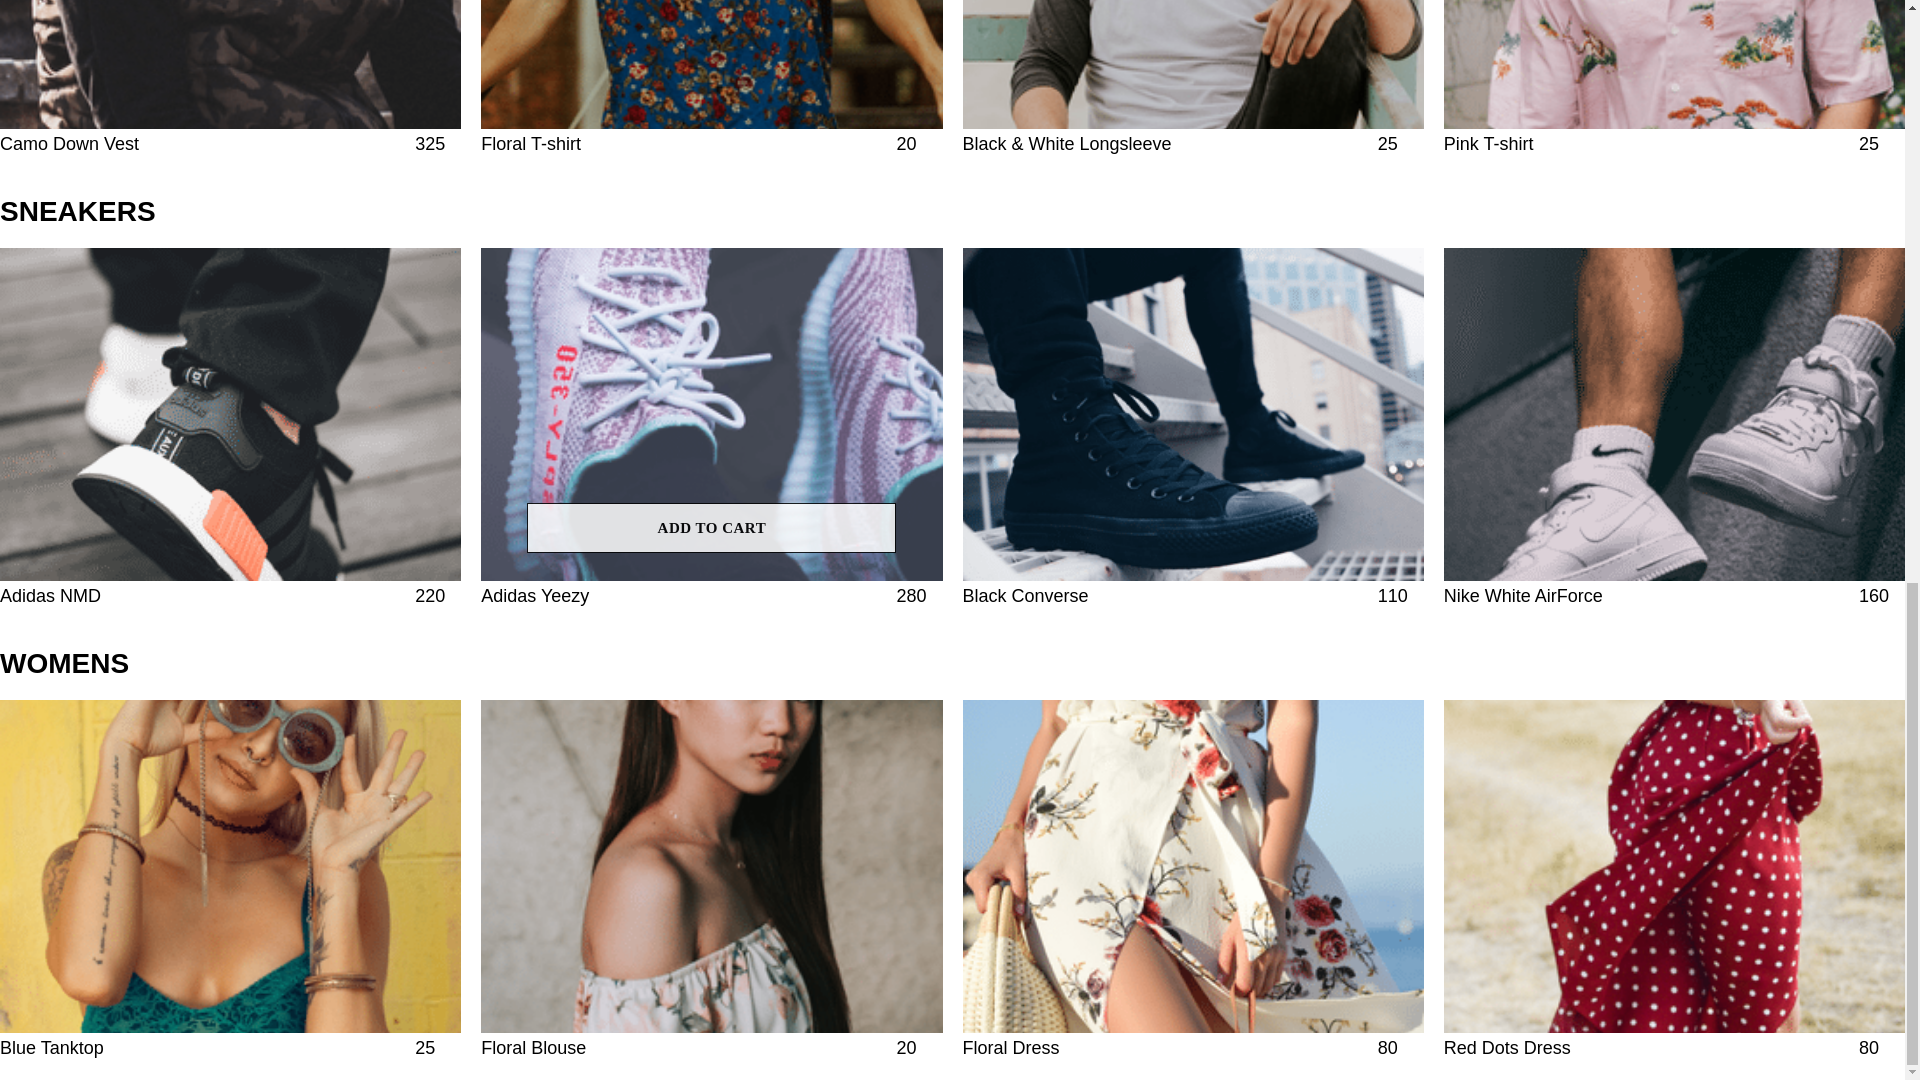 Camo Down Vest 325
Floral T-shirt 20
Black & White Longsleeve 25
Pink T-shirt 25
SNEAKERS
SPLY-350
ADD TO CART
Adidas NMD 220
Adidas Yeezy 280
Black Converse 110
Nike White AirForce 160
WOMENS
Blue Tanktop 25
Floral Blouse 20
Floral Dress 80
Red Dots Dress 80